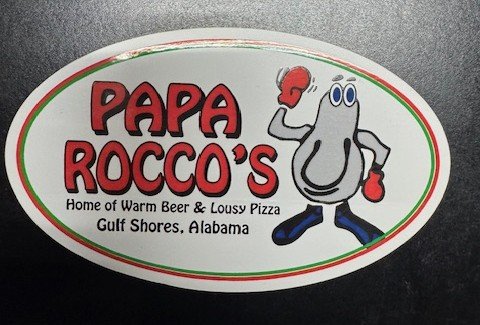 PAPA
ROCCO'S
Home of Warm Beer & Lousy Pizza
Gulf Shores, Alabama